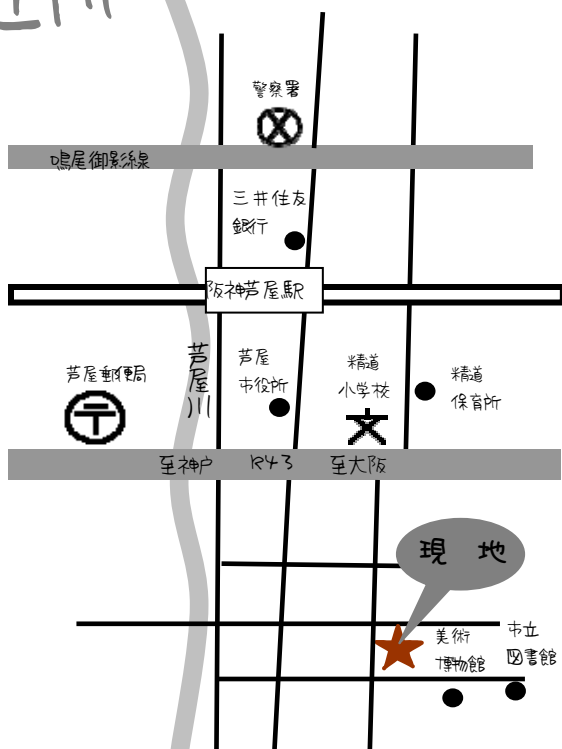 警察署
鳴尾御影線
三井住友
銀行
阪神芦屋駅
芦屋川
芦屋
市役所
精道
小学校
精道
保育所
芦屋郵便局
至神戸 R43 至大阪
現 地
美術
博物館
市立
図書館